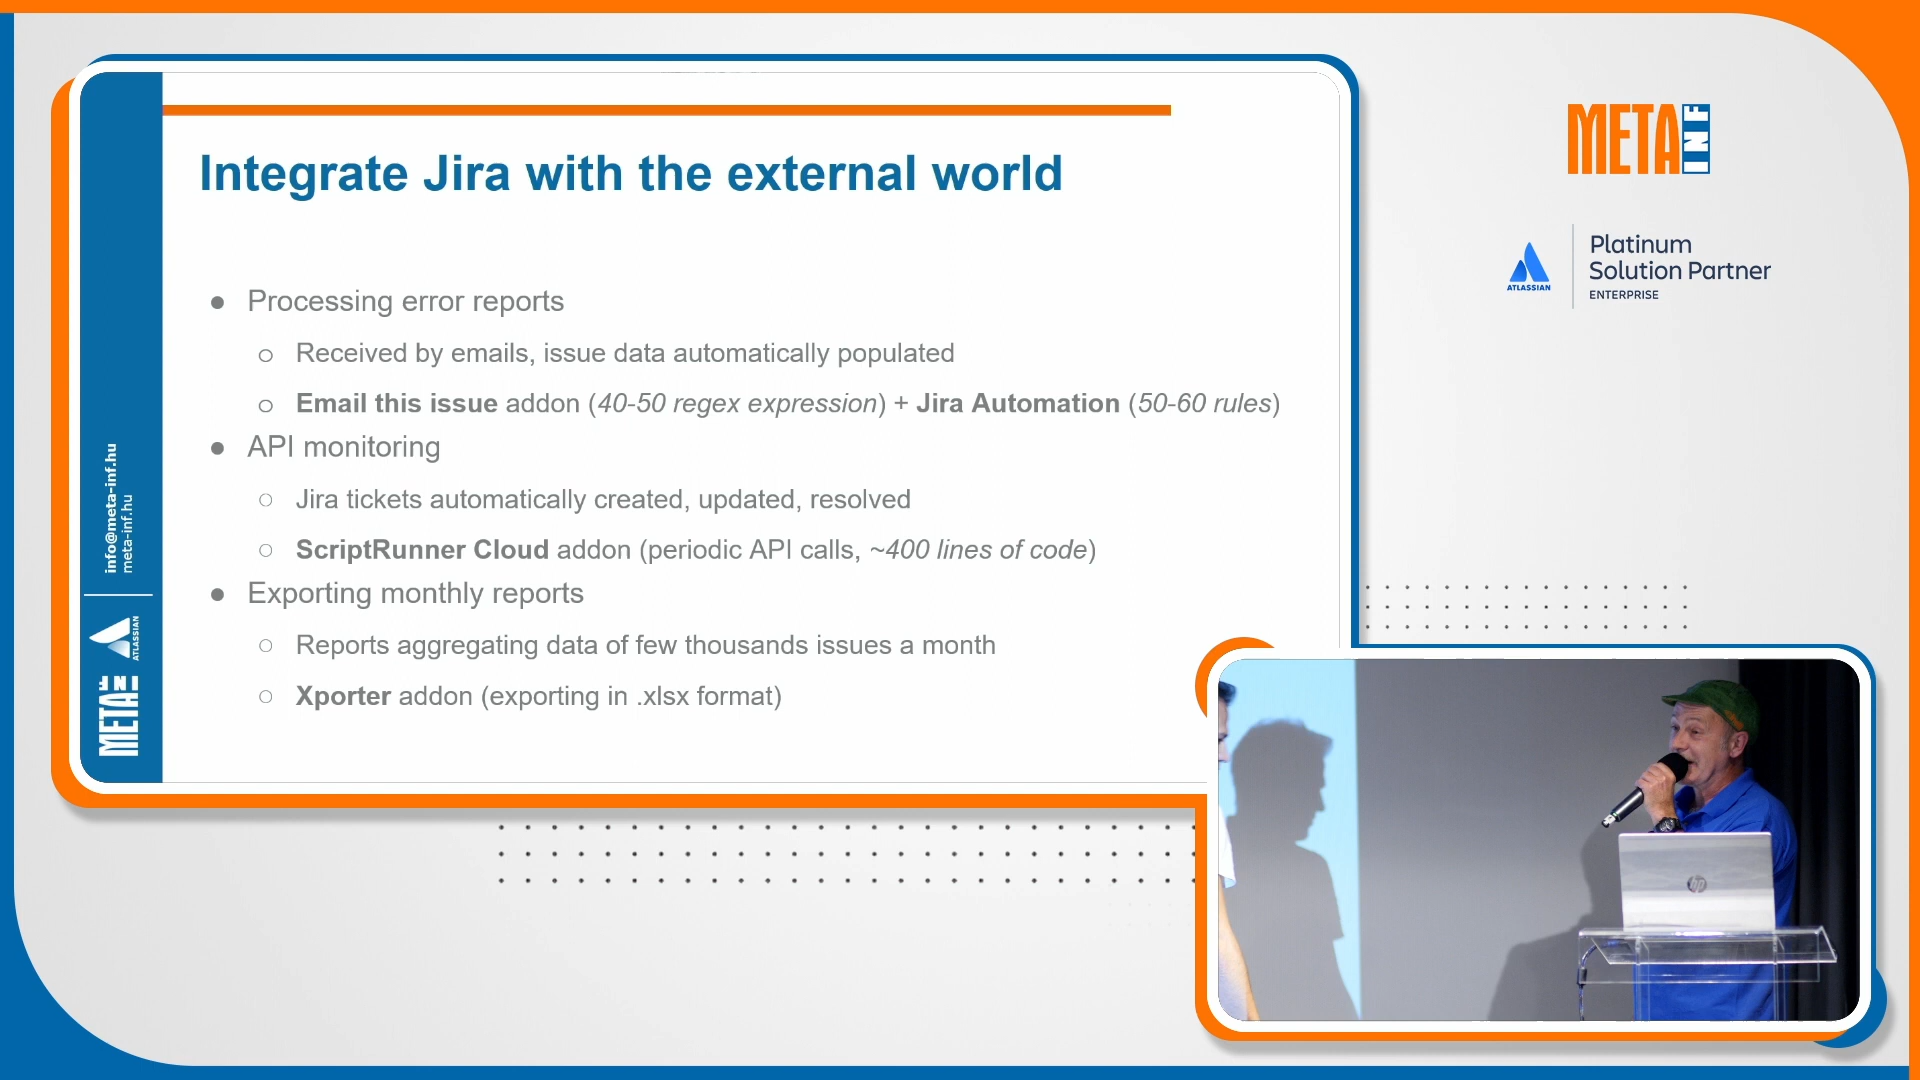 Integrate Jira with the external world
● Processing error reports
○ Received by emails, issue data automatically populated
○ Email this issue addon (40-50 regex expression) + Jira Automation (50-60 rules)
● API monitoring
○ Jira tickets automatically created, updated, resolved
○ ScriptRunner Cloud addon (periodic API calls, ~400 lines of code)
● Exporting monthly reports
○ Reports aggregating data of few thousands issues a month
○ Xporter addon (exporting in .xlsx format)
info@meta-inf.hu
meta-inf.hu
ATLASSIAN
META INF
META INF
ATLASSIAN
Platinum
Solution Partner
ENTERPRISE
hp